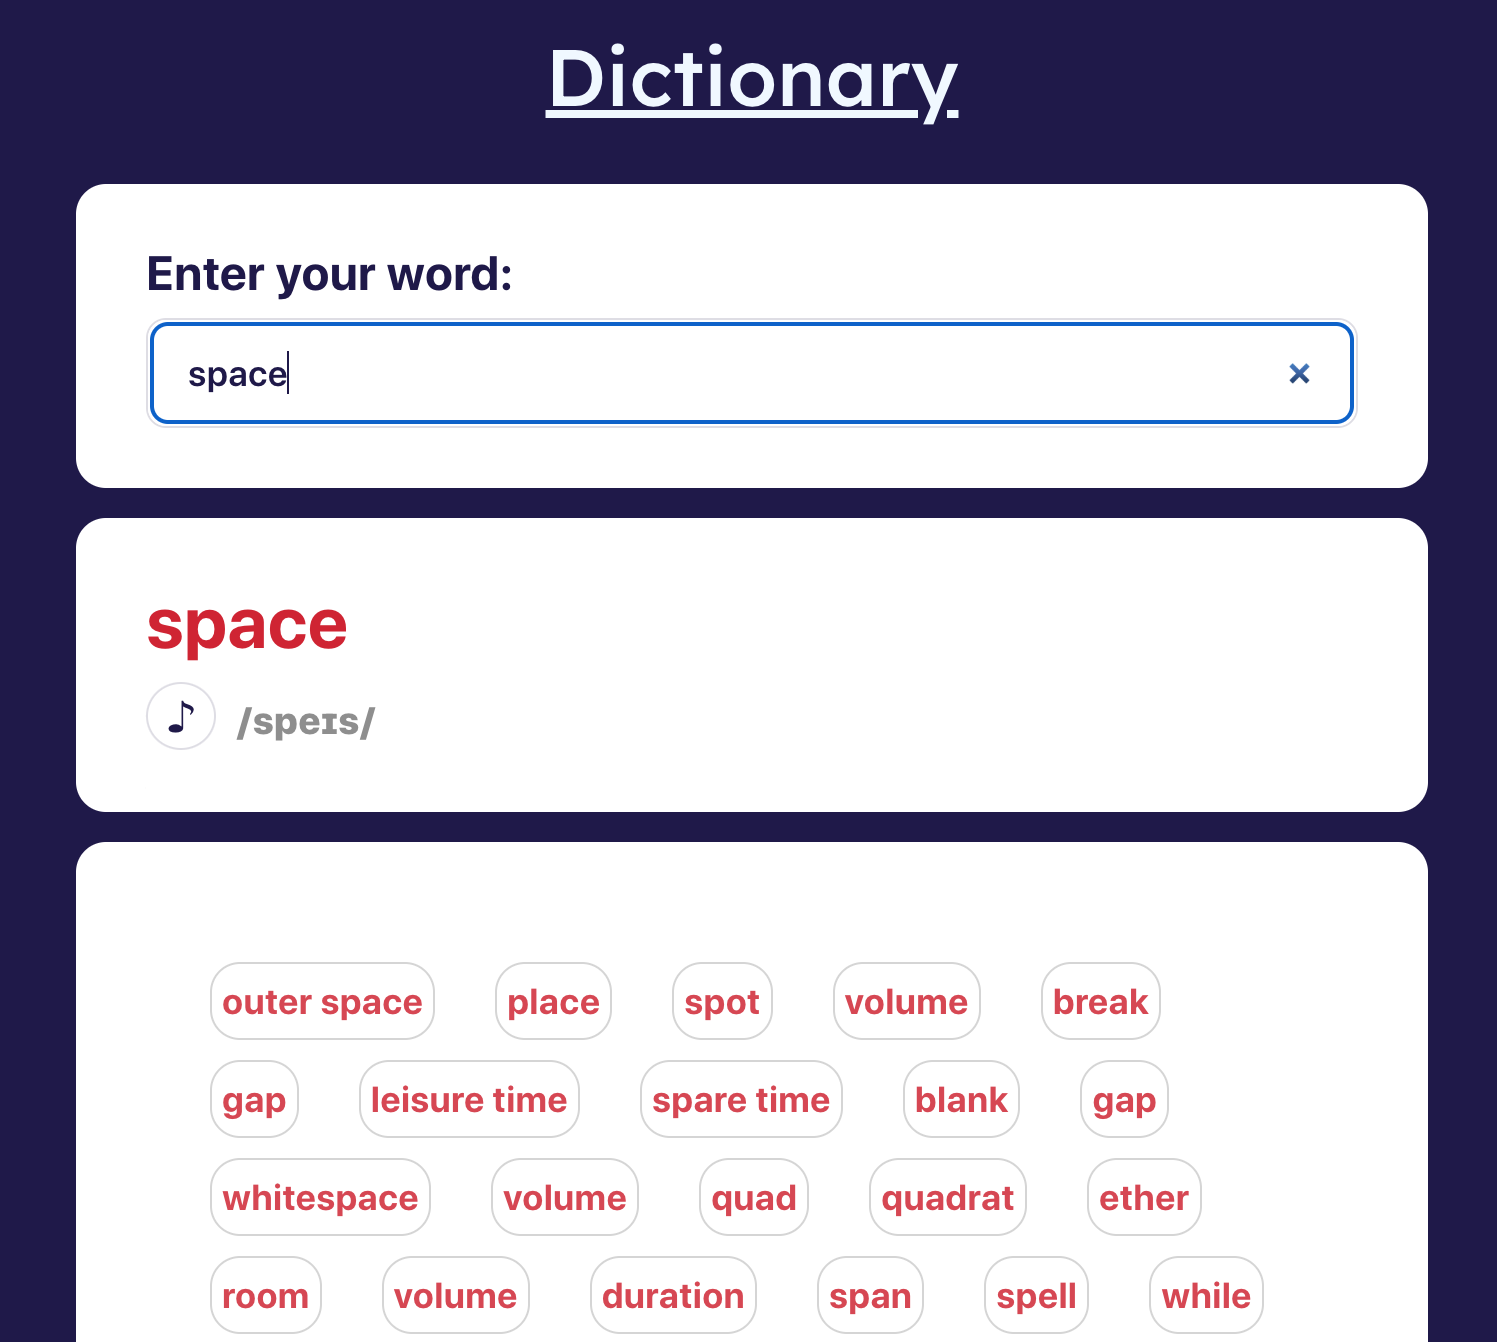 Dictionary
Enter your word:
space
space
/speɪs/
outer space place spot volume break
gap leisure time spare time blank gap
whitespace volume quad quadrat ether
room volume duration span spell while